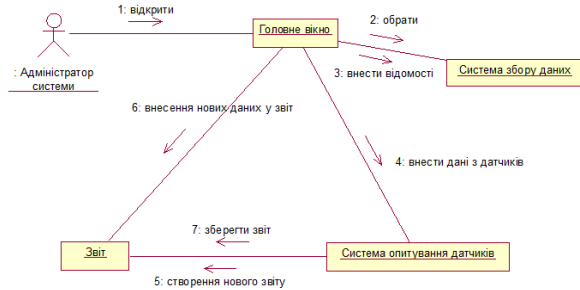 1: відкрити
Головне вікно
2: обрати
: Адміністратор
системи
3: внести відомості
Система збору даних
6: внесення нових даних у звіт
4: внести дані з датчиків
7: зберегти звіт
Звіт
Система опитування датчиків
5: створення нового звіту